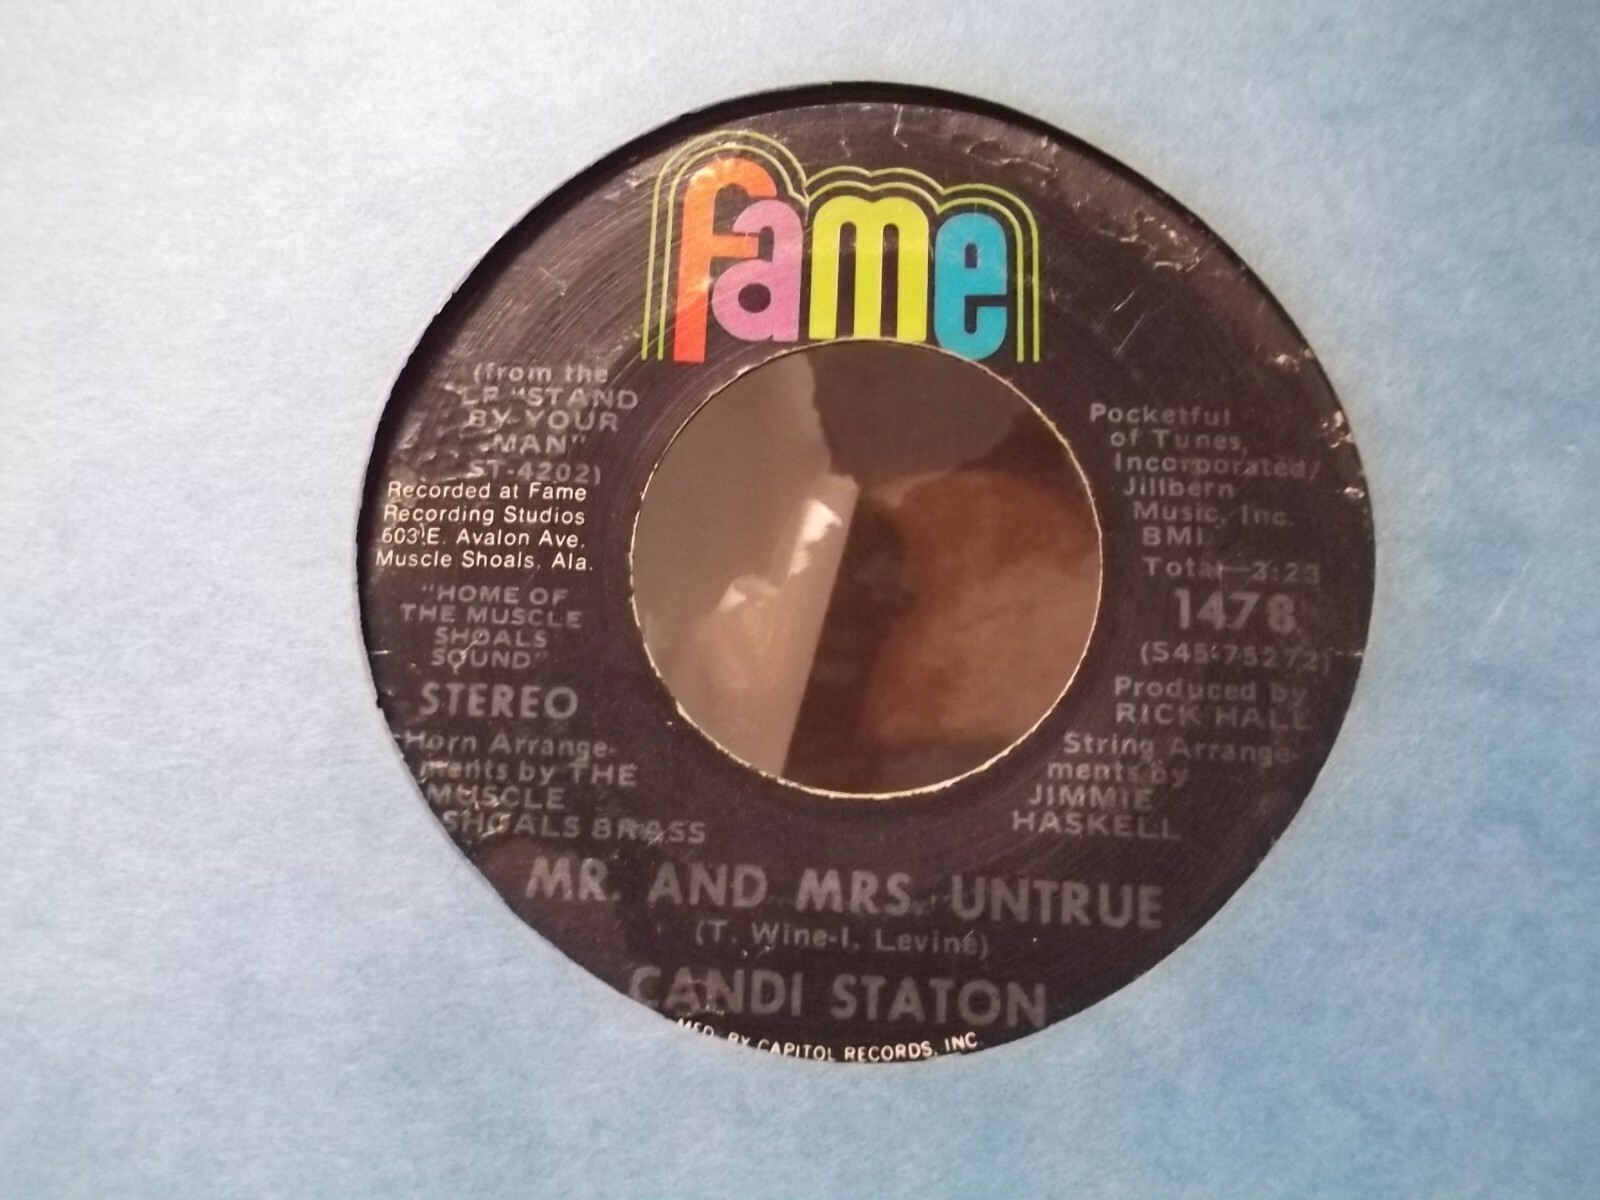 fame
(from the
LP "STAND
BY YOUR
MAN"
ST-4202)
Recorded at Fame
Recording Studios
603 E. Avalon Ave.
Muscle Shoals, Ala.
"HOME OF
THE MUSCLE
SHOALS
SOUND"
STEREO
Horn Arrange-
ments by THE
MUSCLE
SHOALS BRASS
Pocketful
of Tunes,
Incorporated/
Jillbern
Music, Inc.
BMI
Total—3:23
1478
(S45-75272)
Produced by
RICK HALL
String Arrange-
ments by
JIMMIE
HASKELL
MR. AND MRS. UNTRUE
(T. Wine-I. Levine)
CANDI STATON
MFD. BY CAPITOL RECORDS, INC